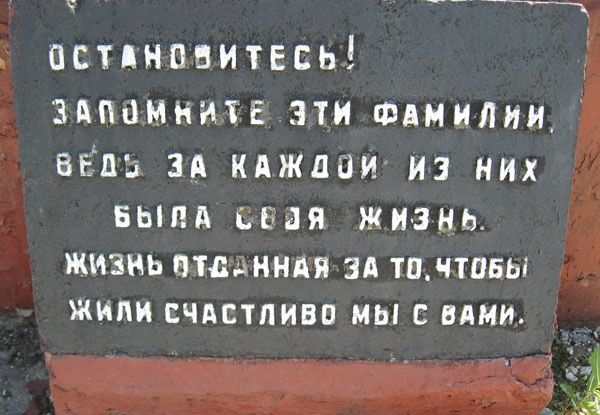 ОСТАНОВИТЕСЬ!
ЗАПОМНИТЕ ЭТИ ФАМИЛИИ,
ВЕДЬ ЗА КАЖДОЙ ИЗ НИХ
БЫЛА СВОЯ ЖИЗНЬ.
ЖИЗНЬ ОТДАННАЯ ЗА ТО, ЧТОБЫ
ЖИЛИ СЧАСТЛИВО МЫ С ВАМИ.